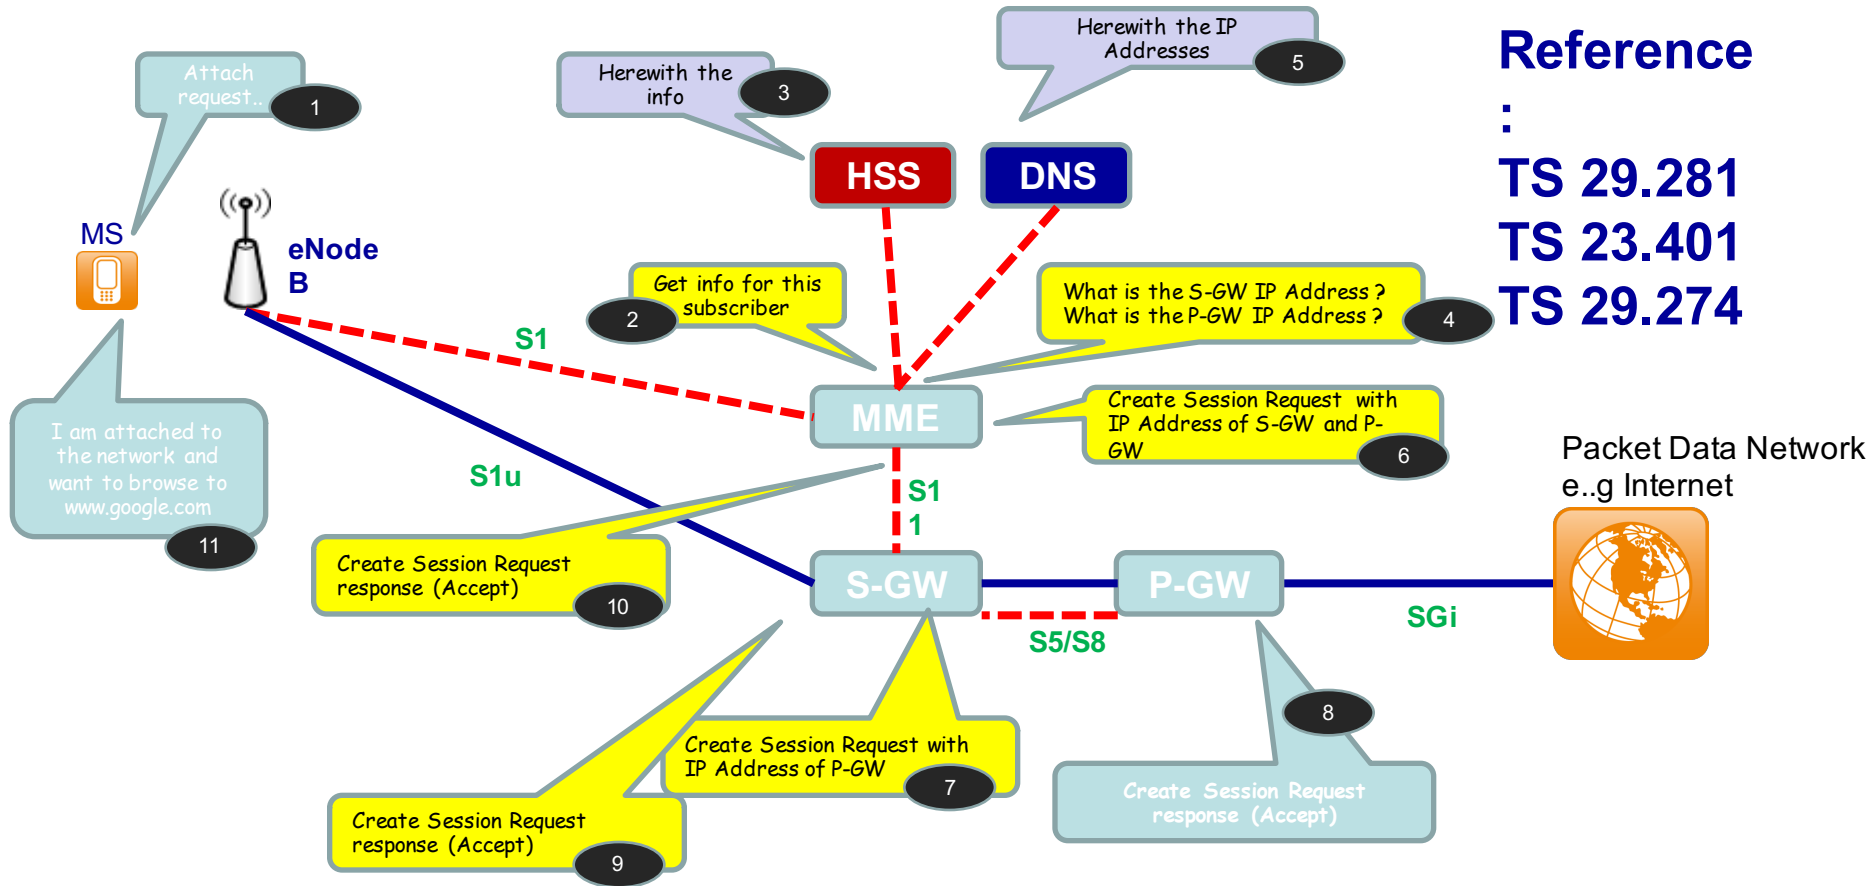 Attach
request..
1
Herewith the
info
3
Herewith the IP
Addresses
5
Reference
:
TS 29.281
TS 23.401
TS 29.274
HSS
DNS
MS
eNode
B
Get info for this
subscriber
2
What is the S-GW IP Address ?
What is the P-GW IP Address ?
4
S1
MME
Create Session Request with
IP Address of S-GW and P-
GW
6
I am attached to
the network and
want to browse to
www.google.com
11
S1u
S1
1
Packet Data Network
e..g Internet
Create Session Request
response (Accept)
10
S-GW
P-GW
S5/S8
SGi
8
Create Session Request with
IP Address of P-GW
7
Create Session Request
response (Accept)
Create Session Request
response (Accept)
9